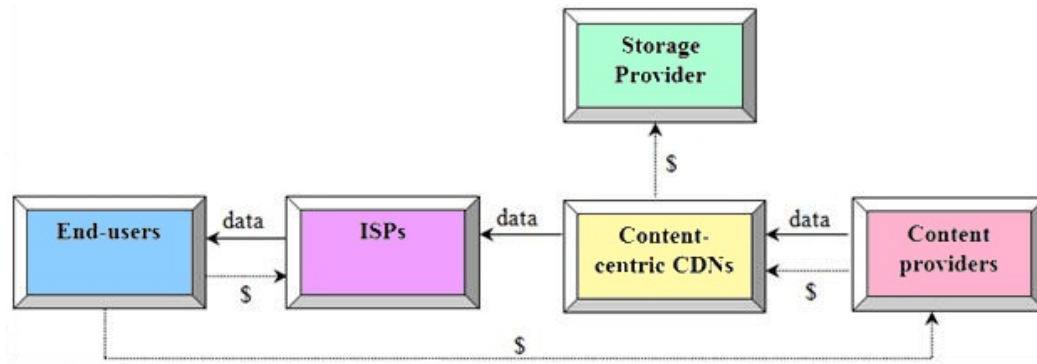 Storage
Provider
$
End-users
data
$
ISPs
data
Content-
centric CDNs
data
$
Content
providers
$